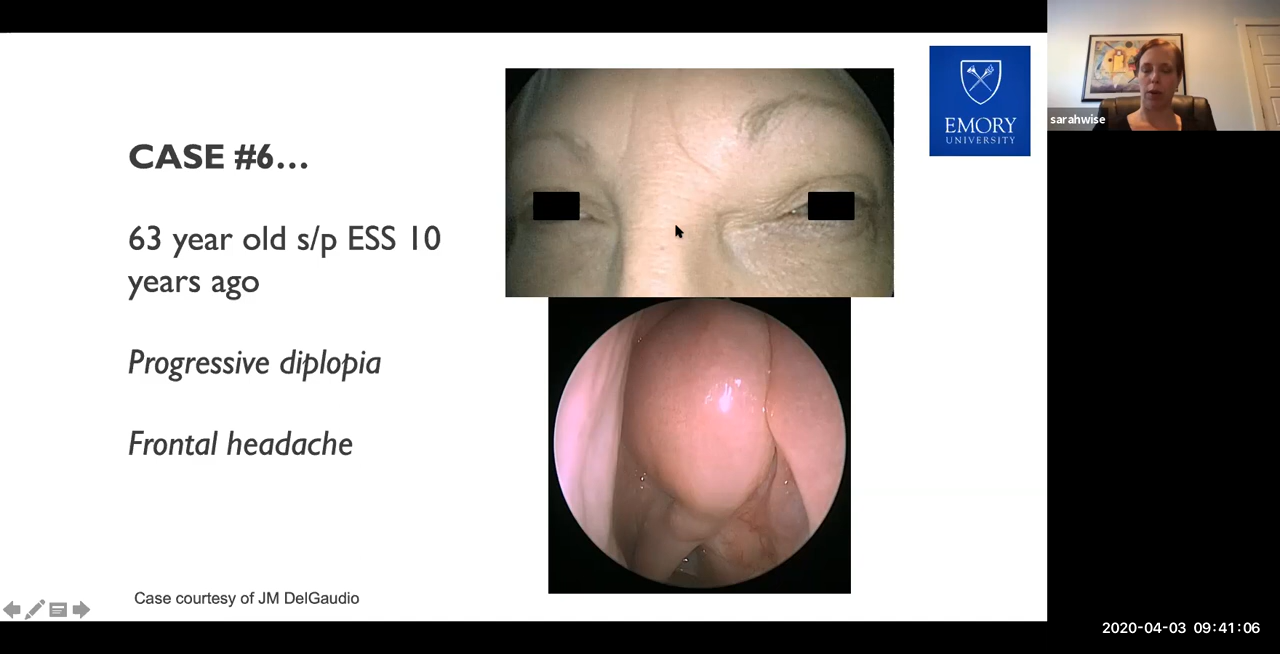 CASE #6…
63 year old s/p ESS 10
years ago
Progressive diplopia
Frontal headache
Case courtesy of JM DelGaudio
EMORY
UNIVERSITY
sarahwise
2020-04-03 09:41:06